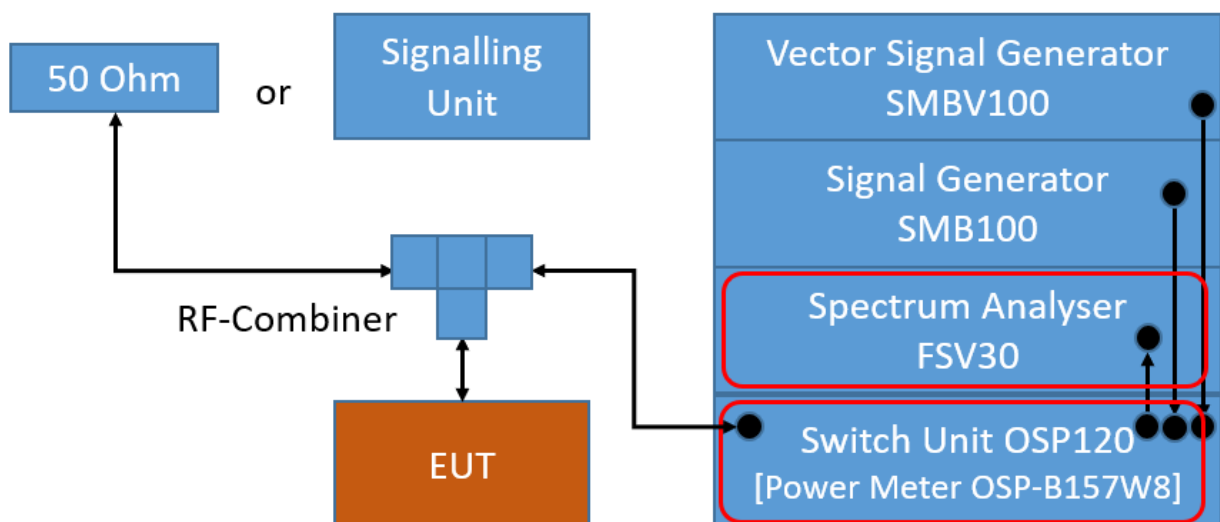 50 Ohm
or
Signalling
Unit
Vector Signal Generator
SMBV100
Signal Generator
SMB100
Spectrum Analyser
FSV30
RF-Combiner
EUT
Switch Unit OSP120
[Power Meter OSP-B157W8]